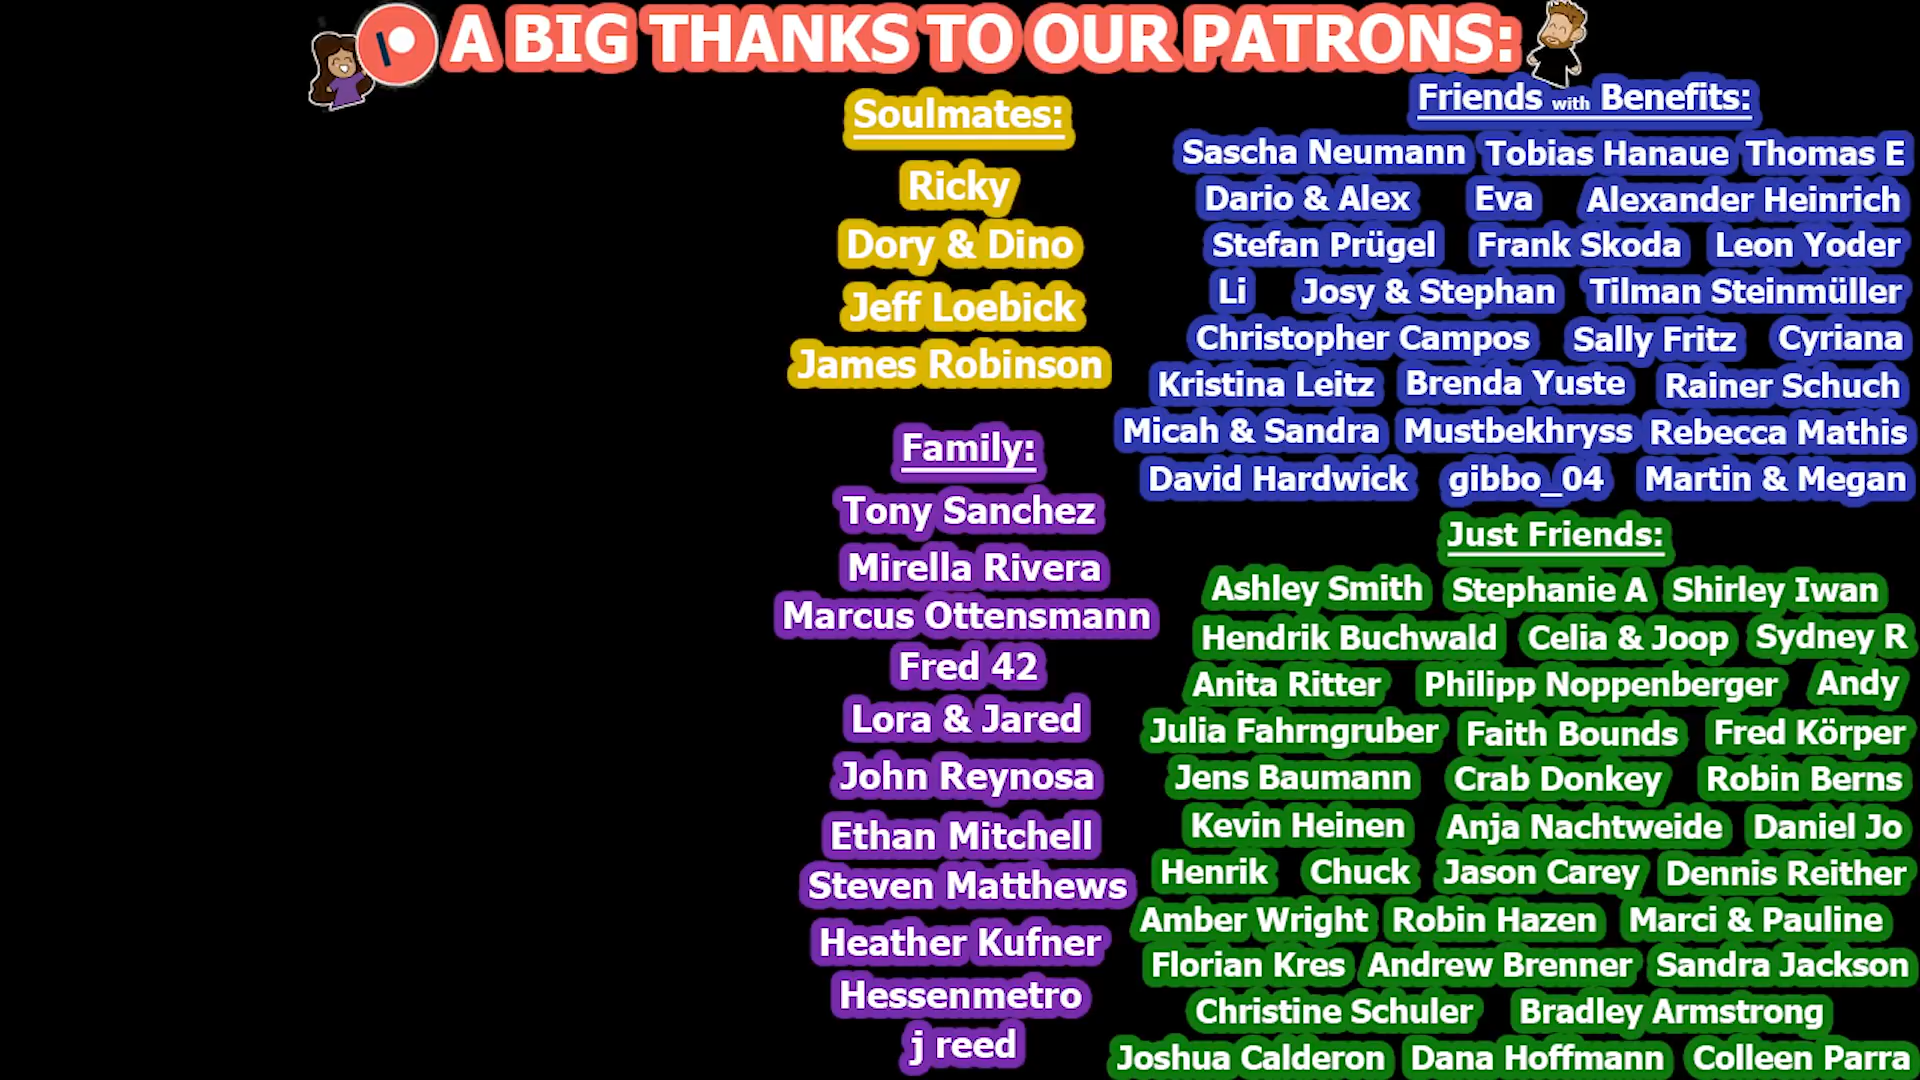 A BIG THANKS TO OUR PATRONS:
Soulmates:
Ricky
Dory & Dino
Jeff Loebick
James Robinson
Family:
Tony Sanchez
Mirella Rivera
Marcus Ottensmann
Fred 42
Lora & Jared
John Reynosa
Ethan Mitchell
Steven Matthews
Heather Kufner
Hessenmetro
j reed
Friends with Benefits:
Sascha Neumann Tobias Hanaue Thomas E
Dario & Alex Eva Alexander Heinrich
Stefan Prügel Frank Skoda Leon Yoder
Li Josy & Stephan Tilman Steinmüller
Christopher Campos Sally Fritz Cyriana
Kristina Leitz Brenda Yuste Rainer Schuch
Micah & Sandra Mustbekhryss Rebecca Mathis
David Hardwick gibbo_04 Martin & Megan
Just Friends:
Ashley Smith Stephanie A Shirley Iwan
Hendrik Buchwald Celia & Joop Sydney R
Anita Ritter Philipp Noppenberger Andy
Julia Fahrngruber Faith Bounds Fred Körper
Jens Baumann Crab Donkey Robin Berns
Kevin Heinen Anja Nachtweide Daniel Jo
Henrik Chuck Jason Carey Dennis Reither
Amber Wright Robin Hazen Marci & Pauline
Florian Kres Andrew Brenner Sandra Jackson
Christine Schuler Bradley Armstrong
Joshua Calderon Dana Hoffmann Colleen Parra